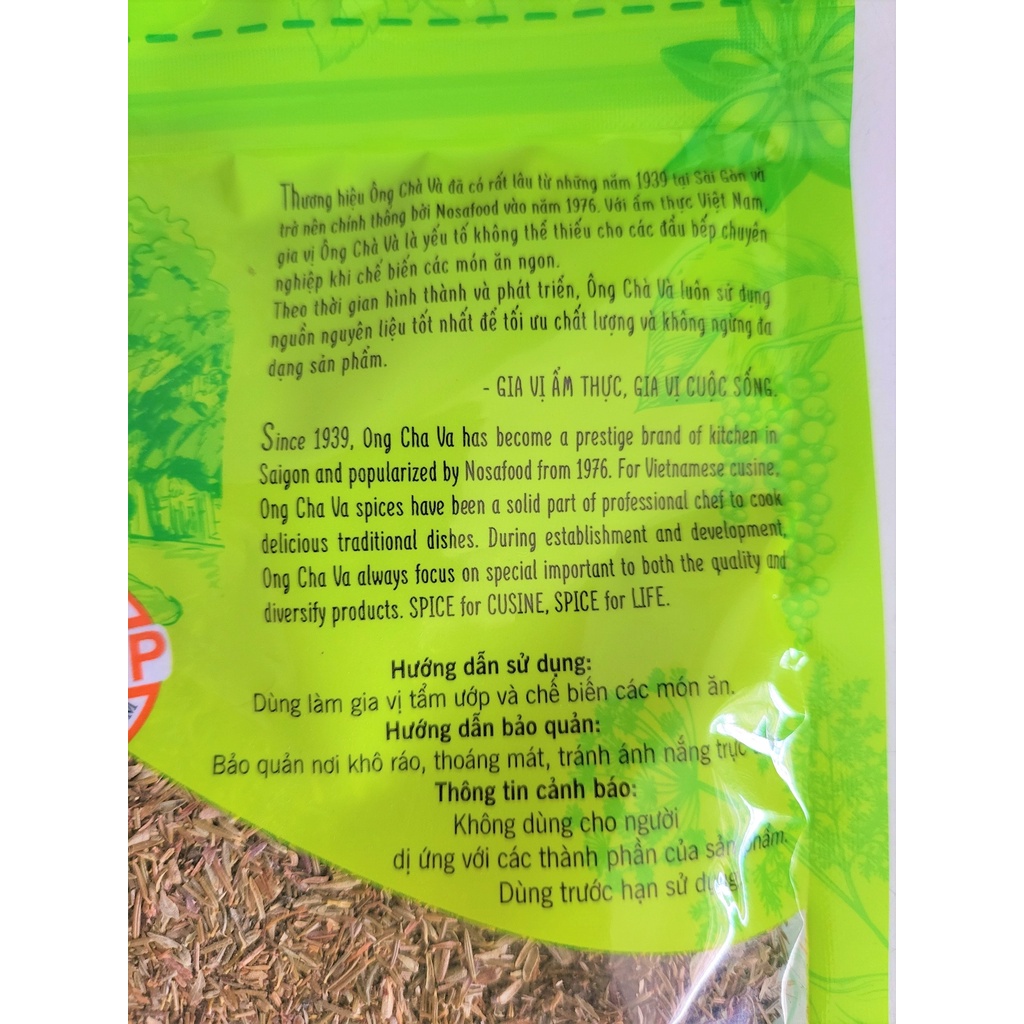 Thương hiệu Ông Chà Và đã có rất lâu từ những năm 1939 tại Sài Gòn và
trở nên chính thống bởi Nosafood vào năm 1976. Với ẩm thực Việt Nam,
gia vị Ông Chà Và là yếu tố không thể thiếu cho các đầu bếp chuyên
nghiệp khi chế biến các món ăn ngon.
Theo thời gian hình thành và phát triển, Ông Chà Và luôn sử dụng
nguồn nguyên liệu tốt nhất để tối ưu chất lượng và không ngừng đa
dạng sản phẩm.
- GIA VỊ ẨM THỰC, GIA VỊ CUỘC SỐNG.
Since 1939, Ong Cha Va has become a prestige brand of kitchen in
Saigon and popularized by Nosafood from 1976. For Vietnamese cusine,
Ong Cha Va spices have been a solid part of professional chef to cook
delicious traditional dishes. During establishment and development,
Ong Cha Va always focus on special important to both the quality and
diversify products. SPICE for CUSINE, SPICE for LIFE.
P
Hướng dẫn sử dụng:
Dùng làm gia vị tẩm ướp và chế biến các món ăn.
Hướng dẫn bảo quản:
Bảo quản nơi khô ráo, thoáng mát, tránh ánh nắng trực
Thông tin cảnh báo:
Không dùng cho người
dị ứng với các thành phần của sản phẩm.
Dùng trước hạn sử dụng